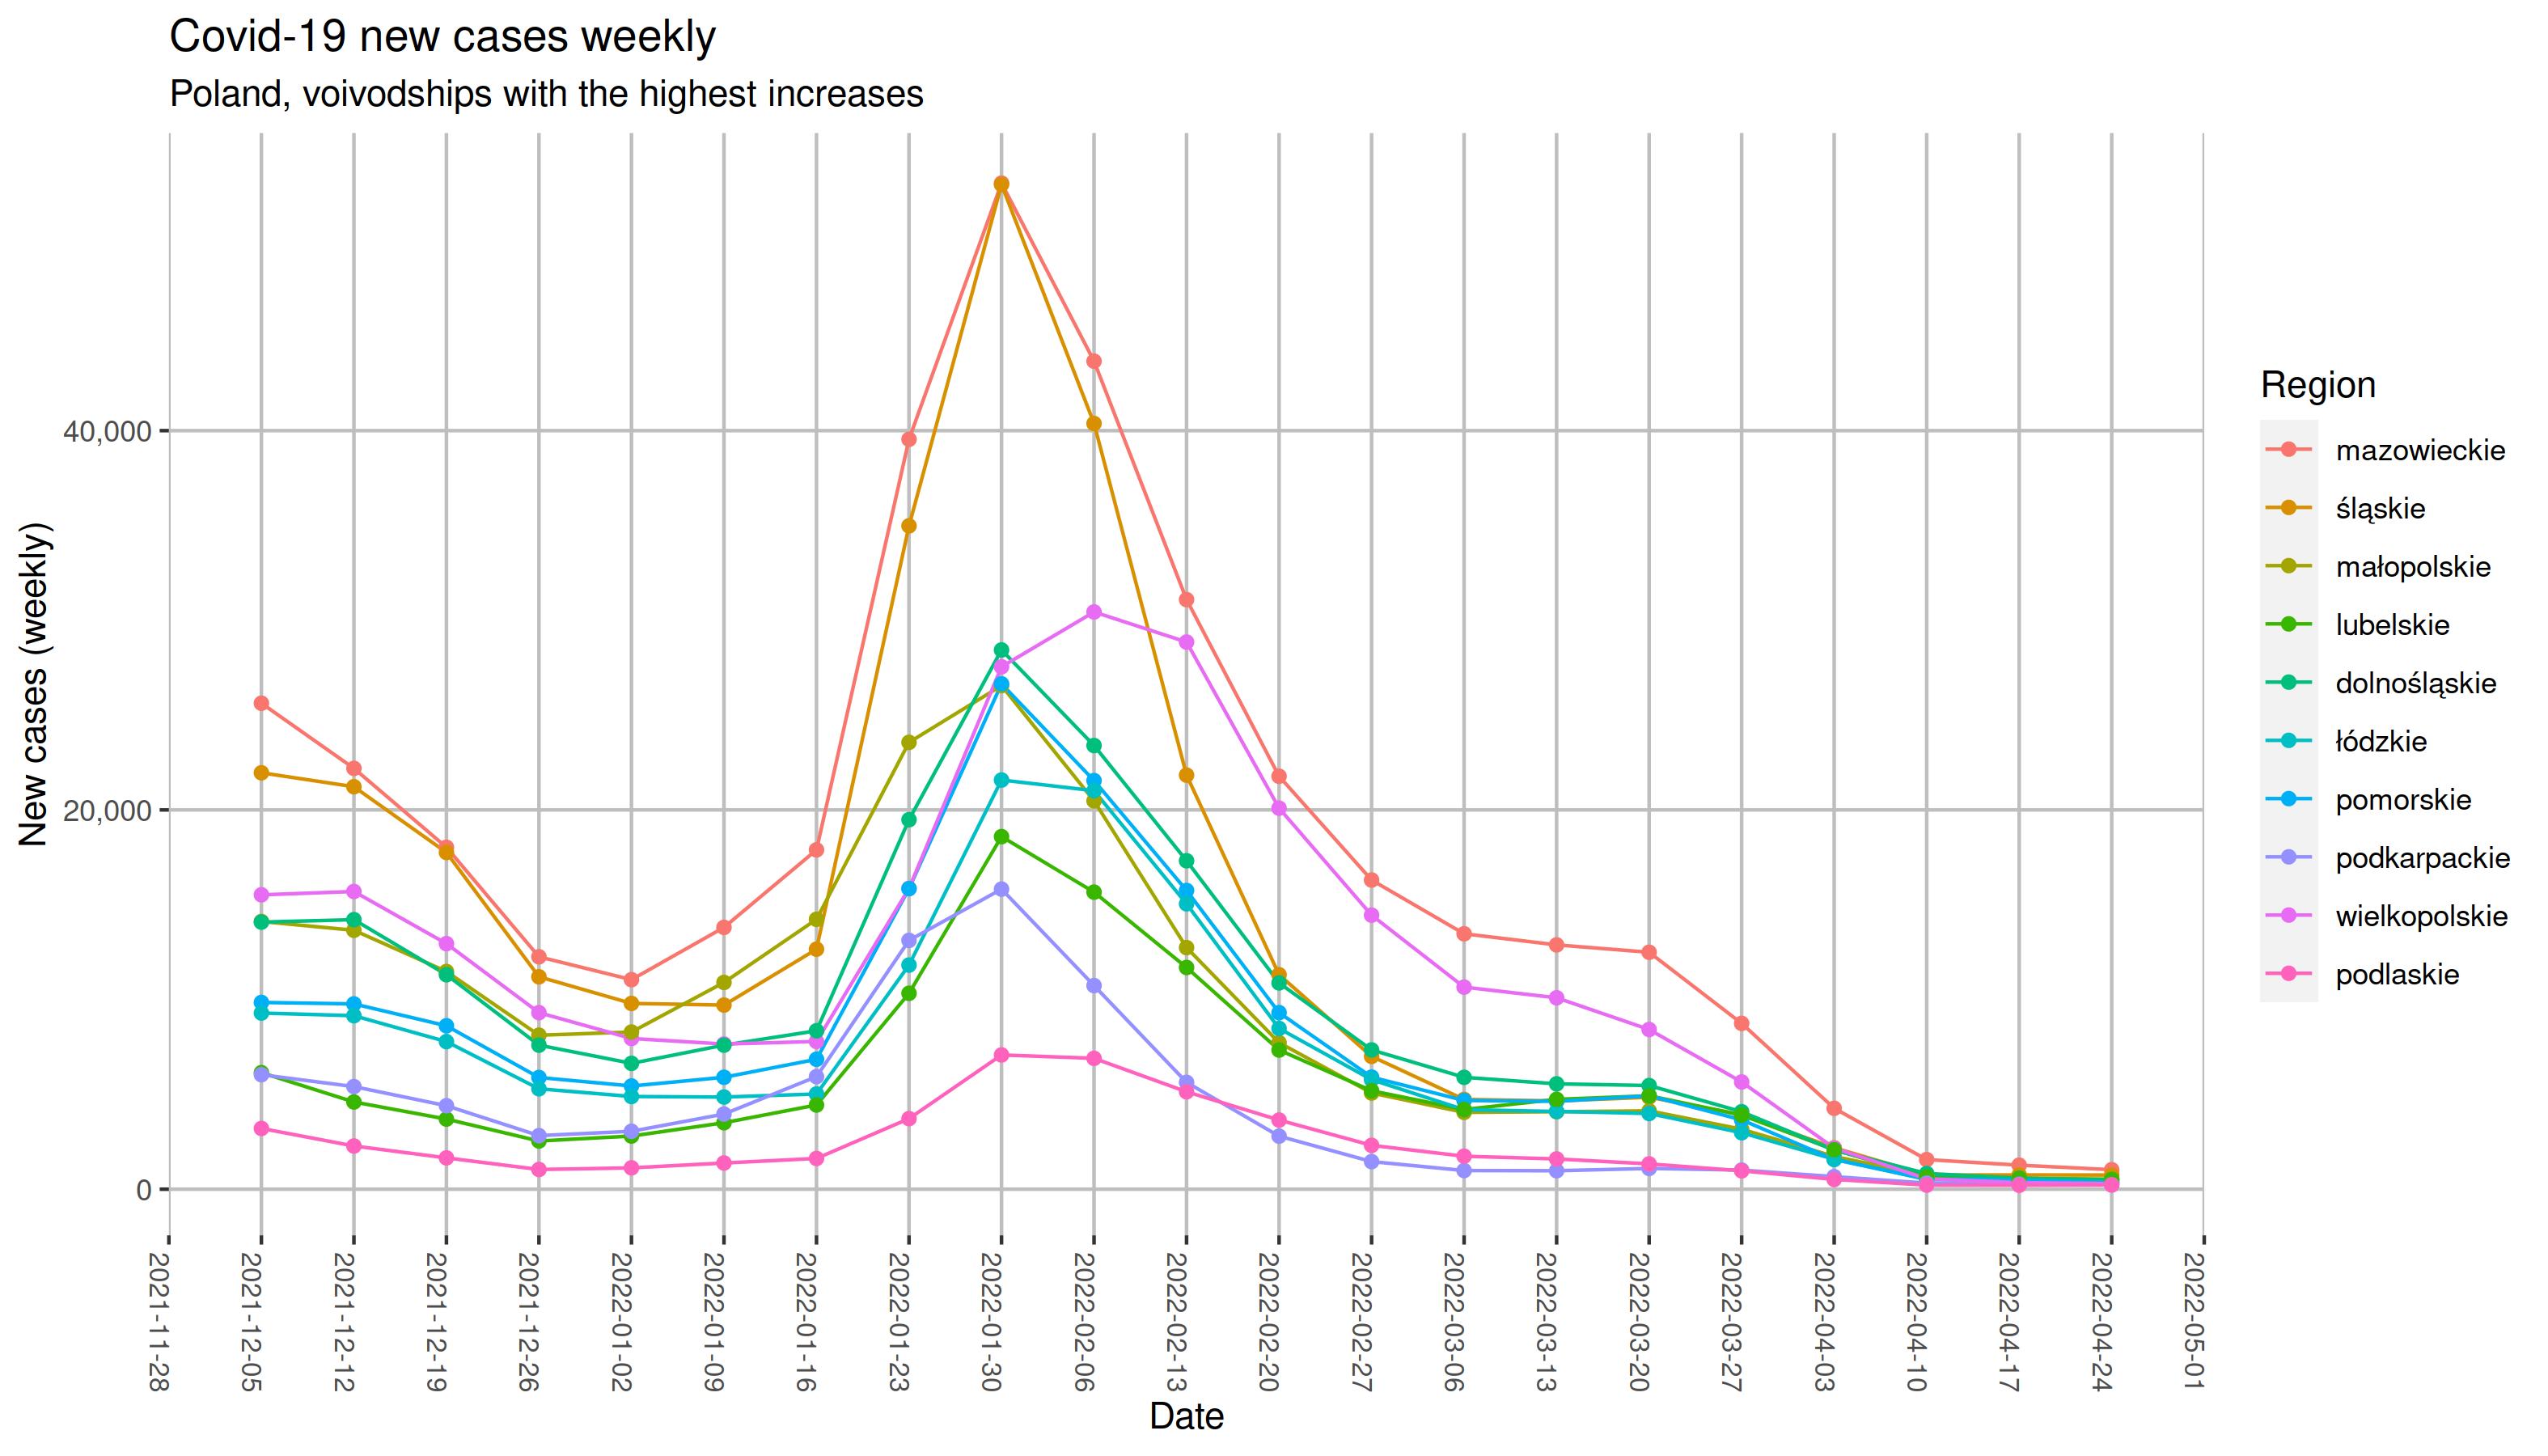 Covid-19 new cases weekly
Poland, voivodships with the highest increases
New cases (weekly)
40,000
20,000
0
2021-11-28
2021-12-05
2021-12-12
2021-12-19
2021-12-26
2022-01-02
2022-01-09
2022-01-16
2022-01-23
2022-01-30
2022-02-06
2022-02-13
2022-02-20
2022-02-27
2022-03-06
2022-03-13
2022-03-20
2022-03-27
2022-04-03
2022-04-10
2022-04-17
2022-04-24
2022-05-01
Date
Region
mazowieckie
śląskie
małopolskie
lubelskie
dolnośląskie
łódzkie
pomorskie
podkarpackie
wielkopolskie
podlaskie